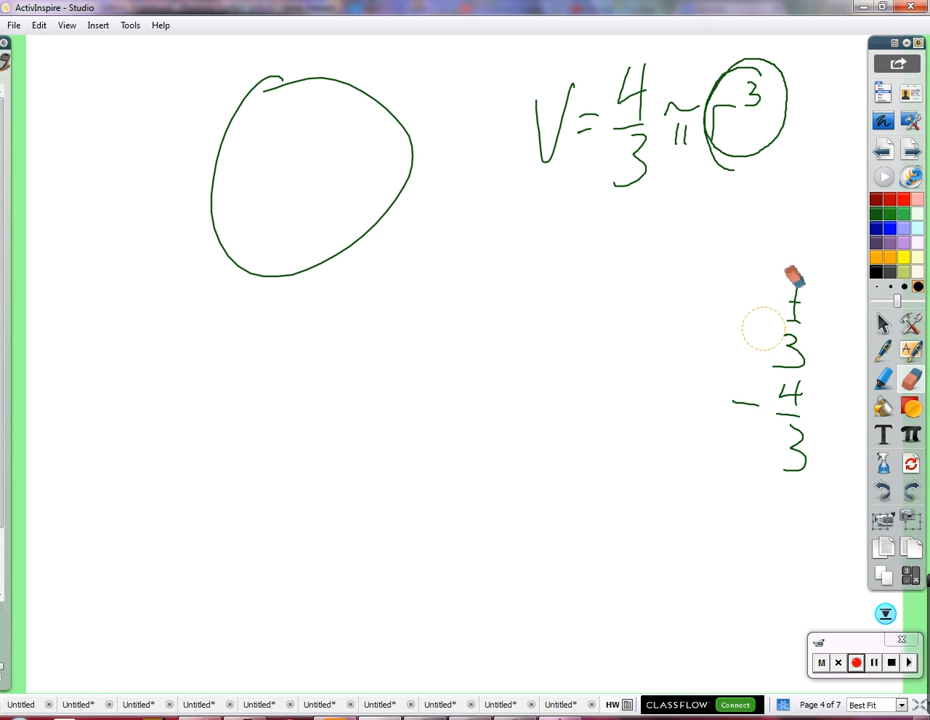 ActivInspire - Studio
File Edit View Insert Tools Help
V = 4/3 π r³
1/3
- 4/3
Untitled Untitled* Untitled* Untitled* Untitled* Untitled* Untitled* Untitled* Untitled* Untitled* HW CLASSFLOW Connect Page 4 of 7 Best Fit
M